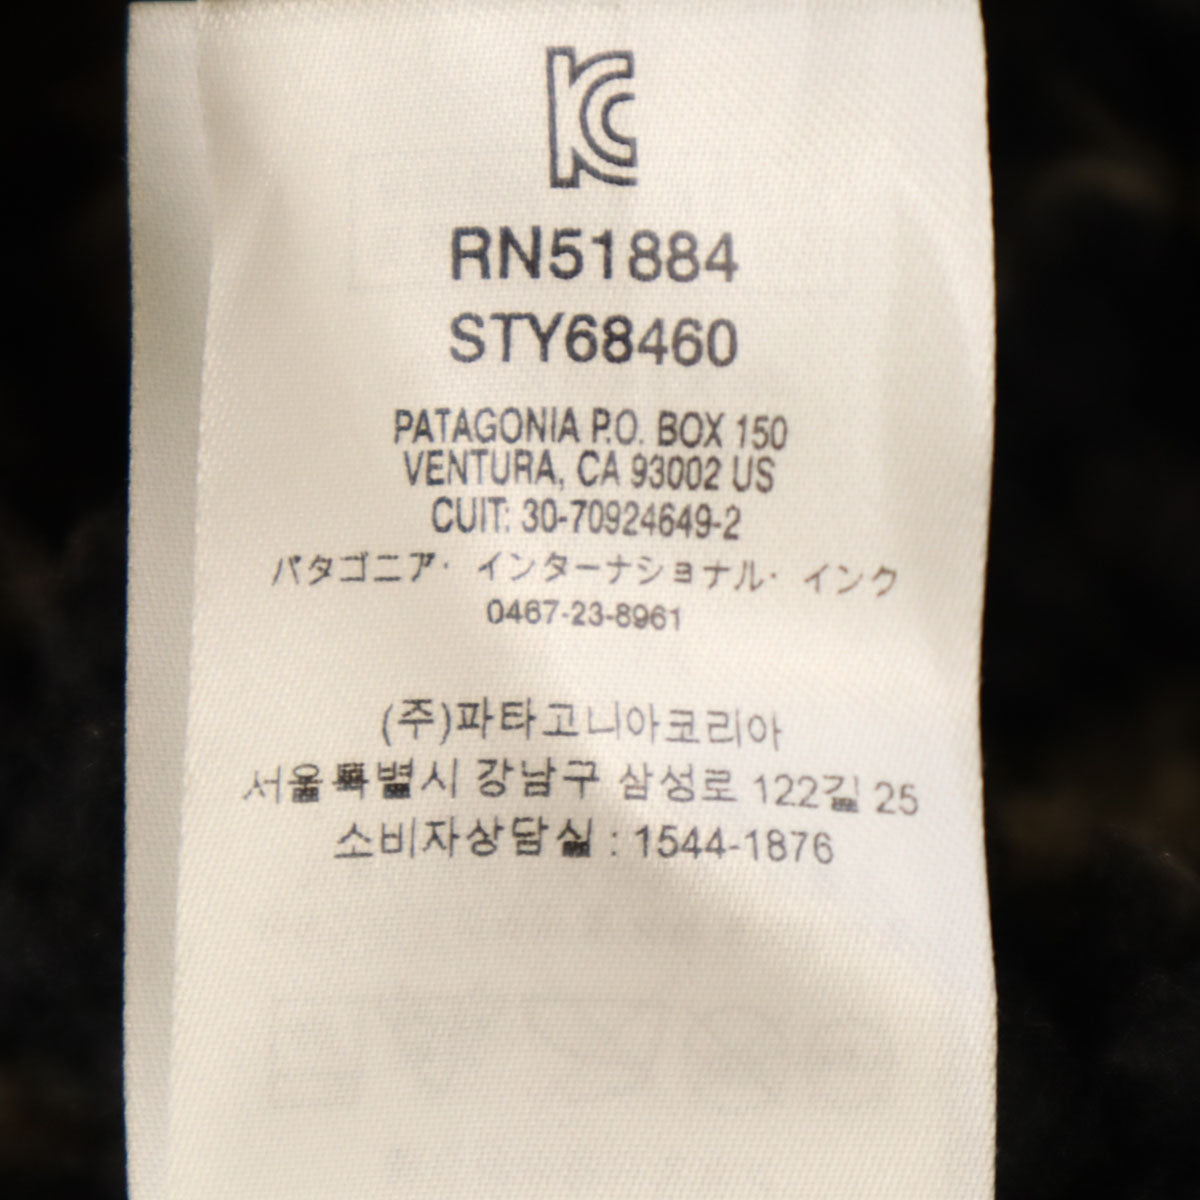 KC
RN51884
STY68460
PATAGONIA P.O. BOX 150
VENTURA, CA 93002 US
CUIT: 30-70924649-2
パタゴニア・インターナショナル・インク
0467-23-8961
(주)파타고니아코리아
서울특별시 강남구 삼성로 122길 25
소비자상담실 : 1544-1876